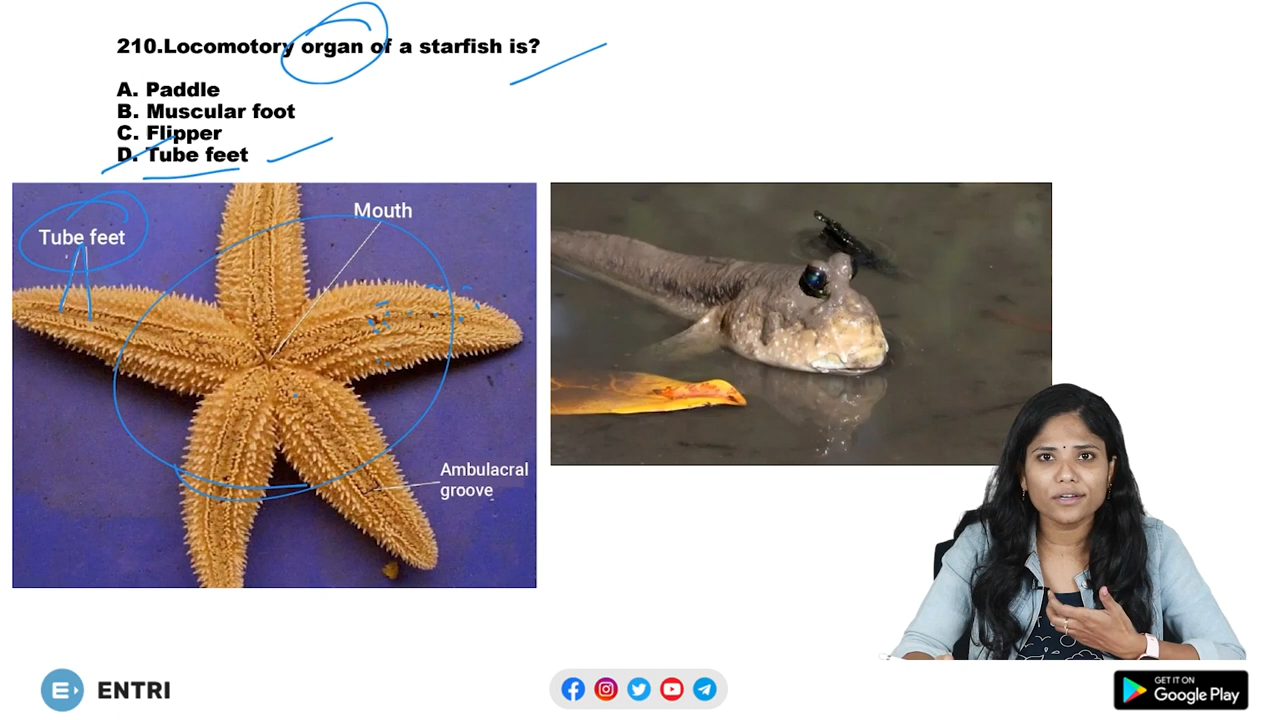 210.Locomotory organ of a starfish is?
A. Paddle
B. Muscular foot
C. Flipper
D. Tube feet
Mouth
Tube feet
Ambulacral
groove
E
ENTRI
GET IT ON
Google Play